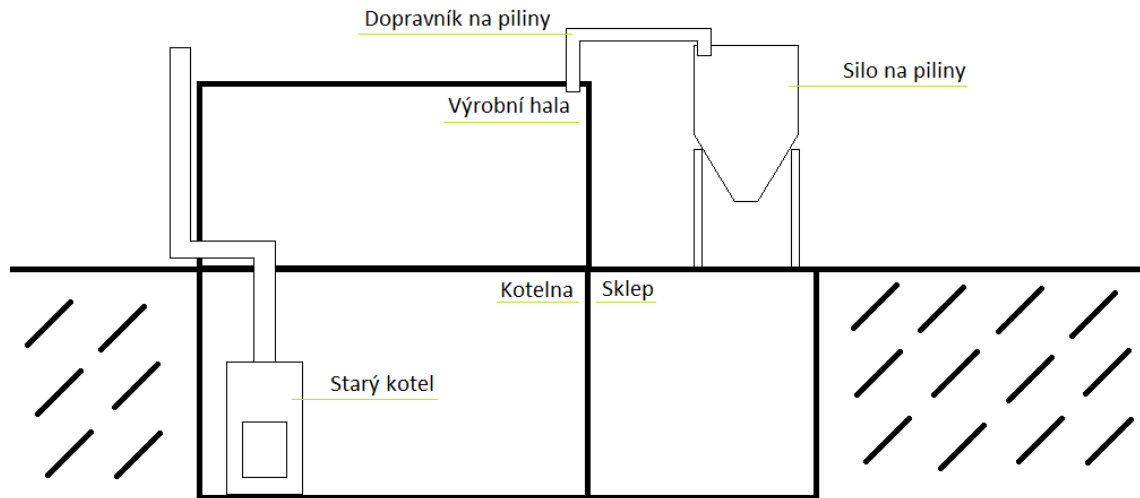 Dopravník na piliny
Silo na piliny
Výrobní hala
Kotelna
Sklep
Starý kotel